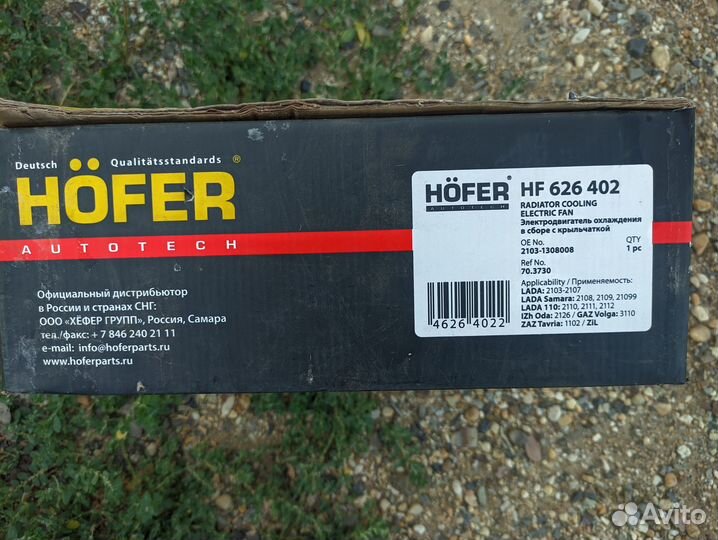 Deutsch Qualitätsstandards ®
HÖFER
AUTOTECH
Официальный дистрибьютор
в России и странах СНГ:
ООО «ХЁФЕР ГРУПП», Россия, Самара
тел./факс: + 7 846 240 21 11
e-mail: info@hoferparts.ru
www.hoferparts.ru
HÖFER®
AUTOTECH
HF 626 402
RADIATOR COOLING
ELECTRIC FAN
Электродвигатель охлаждения
в сборе с крыльчаткой
OE No. QTY
2103-1308008 1 pc
Ref No.
70.3730
Applicability / Применяемость:
LADA: 2103-2107
LADA Samara: 2108, 2109, 21099
LADA 110: 2110, 2111, 2112
IZh Oda: 2126 / GAZ Volga: 3110
ZAZ Tavria: 1102 / ZiL
4626 4022
Avito